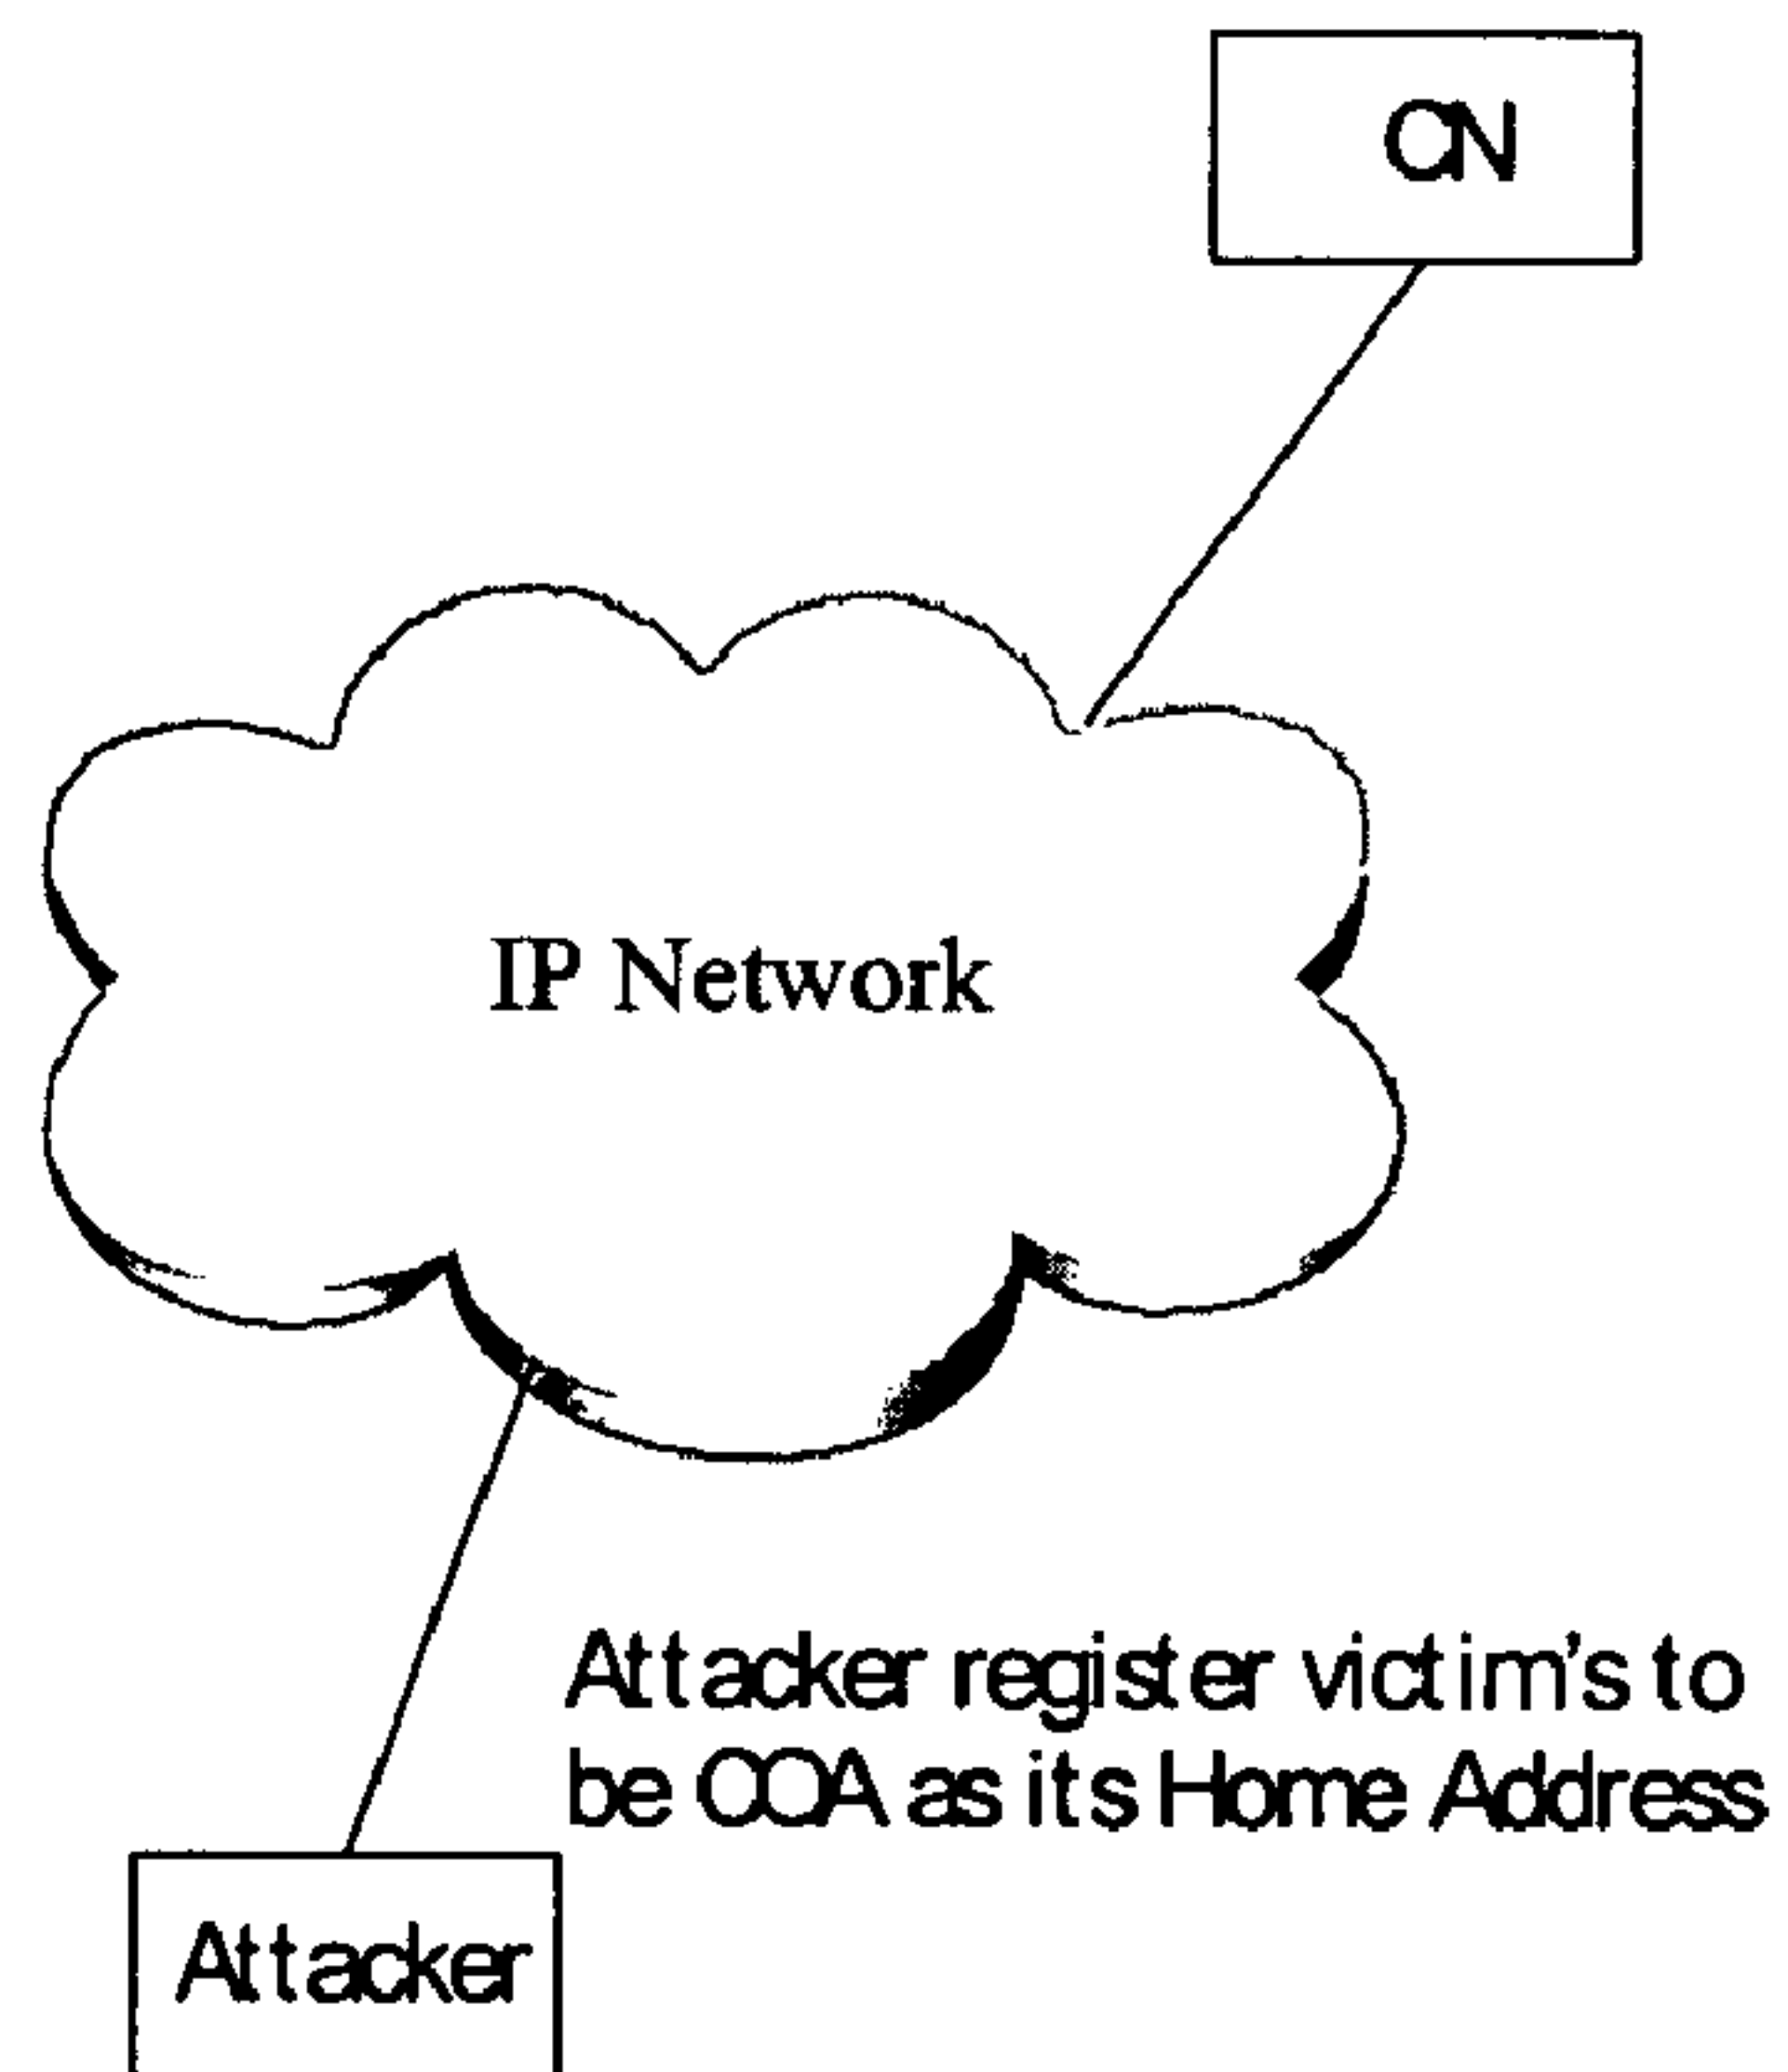 CN
IP Network
Attacker register victim's to
be COA as its Home Address
Attacker